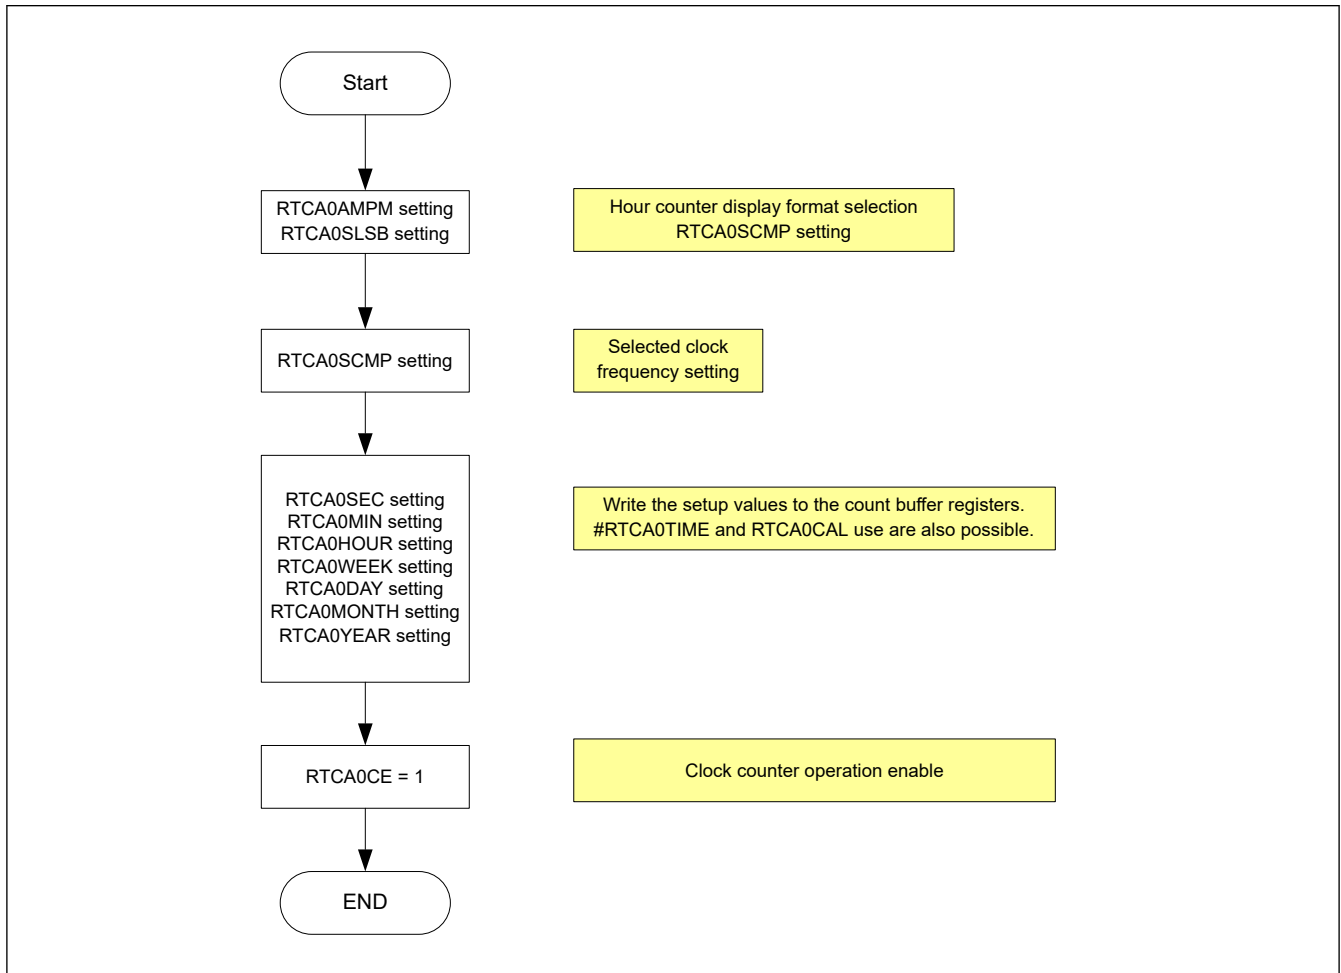 Start
RTCA0AMPM setting
RTCA0SLSB setting
Hour counter display format selection
RTCA0SCMP setting
RTCA0SCMP setting
Selected clock
frequency setting
RTCA0SEC setting
RTCA0MIN setting
RTCA0HOUR setting
RTCA0WEEK setting
RTCA0DAY setting
RTCA0MONTH setting
RTCA0YEAR setting
Write the setup values to the count buffer registers.
#RTCA0TIME and RTCA0CAL use are also possible.
RTCA0CE = 1
Clock counter operation enable
END